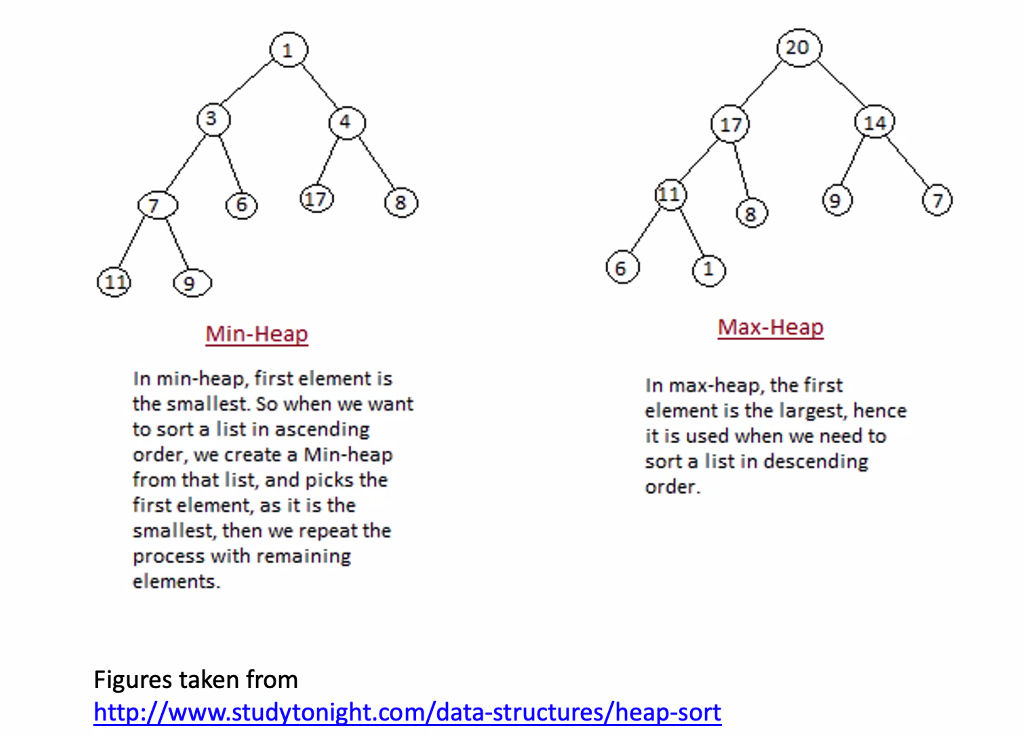 1
3
4
7
6
17
8
11
9
Min-Heap
In min-heap, first element is
the smallest. So when we want
to sort a list in ascending
order, we create a Min-heap
from that list, and picks the
first element, as it is the
smallest, then we repeat the
process with remaining
elements.
20
17
14
11
8
9
7
6
1
Max-Heap
In max-heap, the first
element is the largest, hence
it is used when we need to
sort a list in descending
order.
Figures taken from
http://www.studytonight.com/data-structures/heap-sort